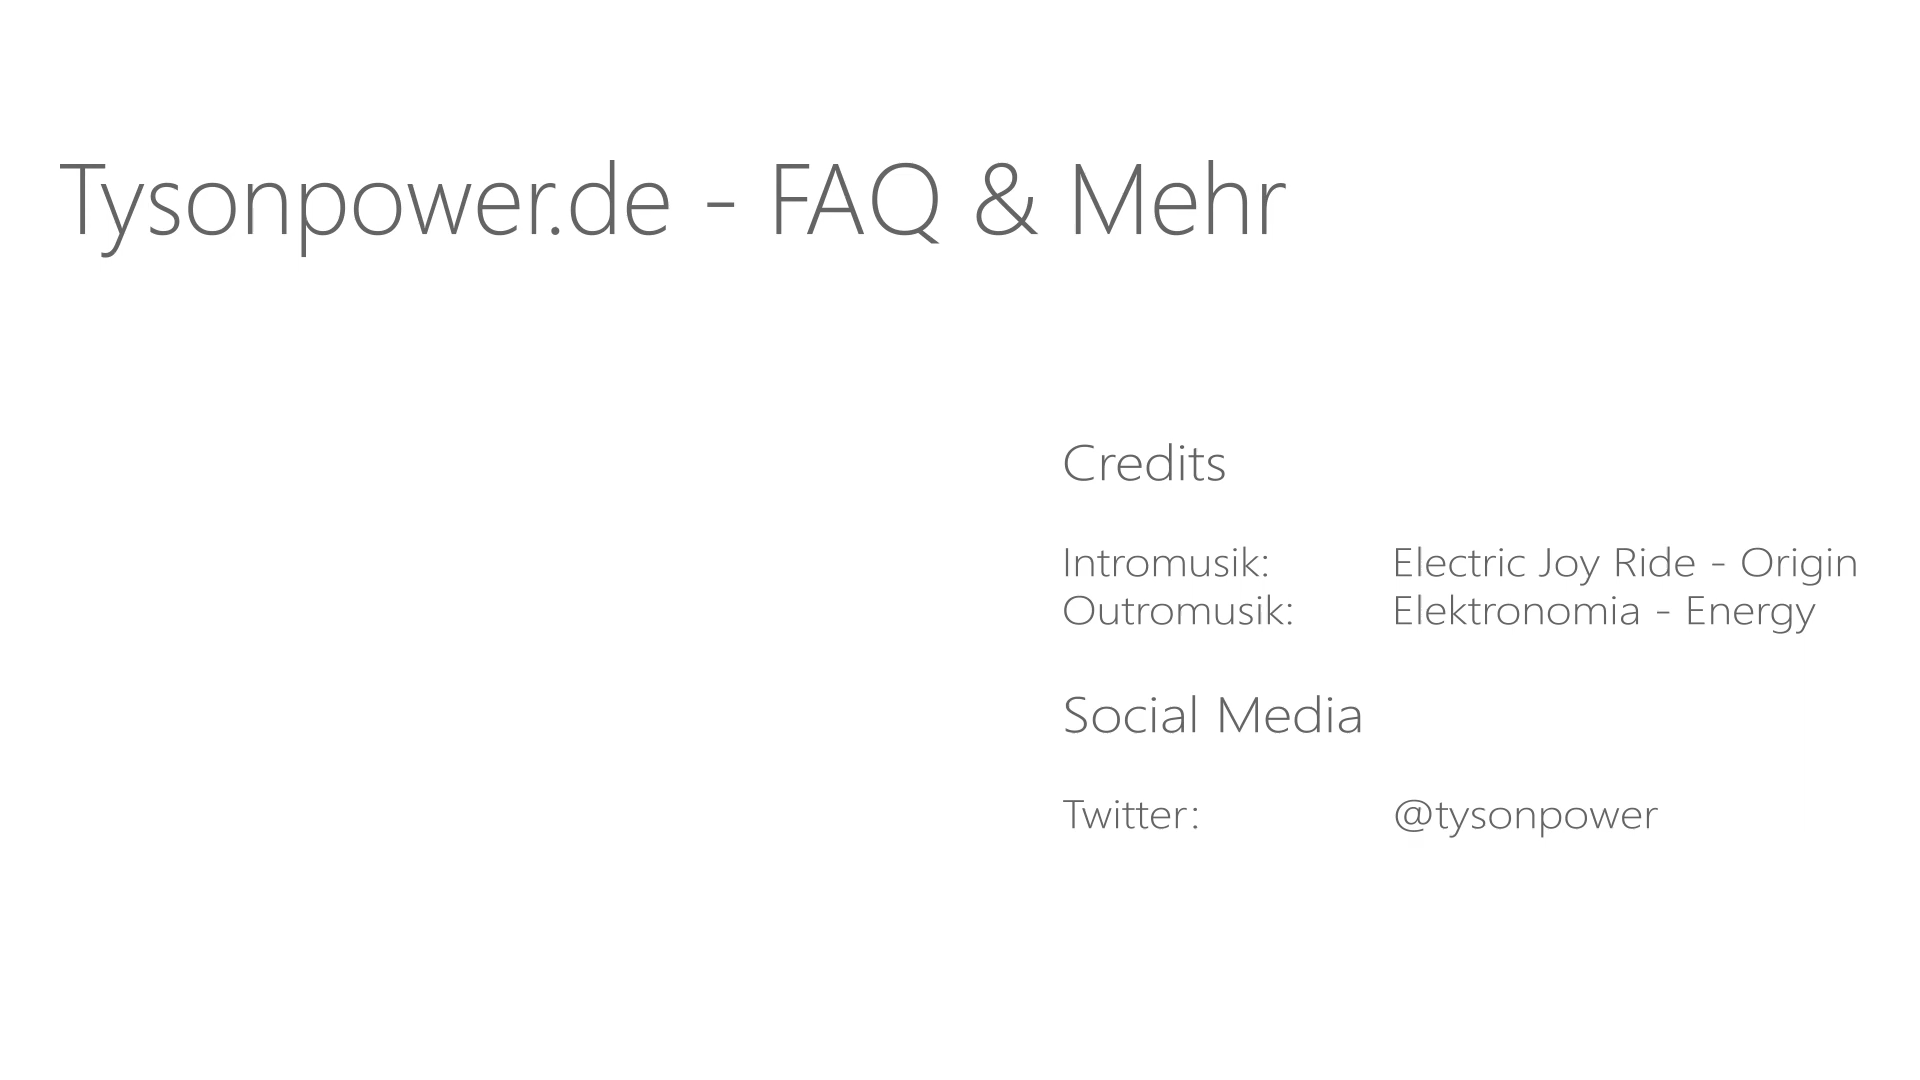 Tysonpower.de - FAQ & Mehr
Credits
Intromusik: Electric Joy Ride - Origin
Outromusik: Elektronomia - Energy
Social Media
Twitter: @tysonpower